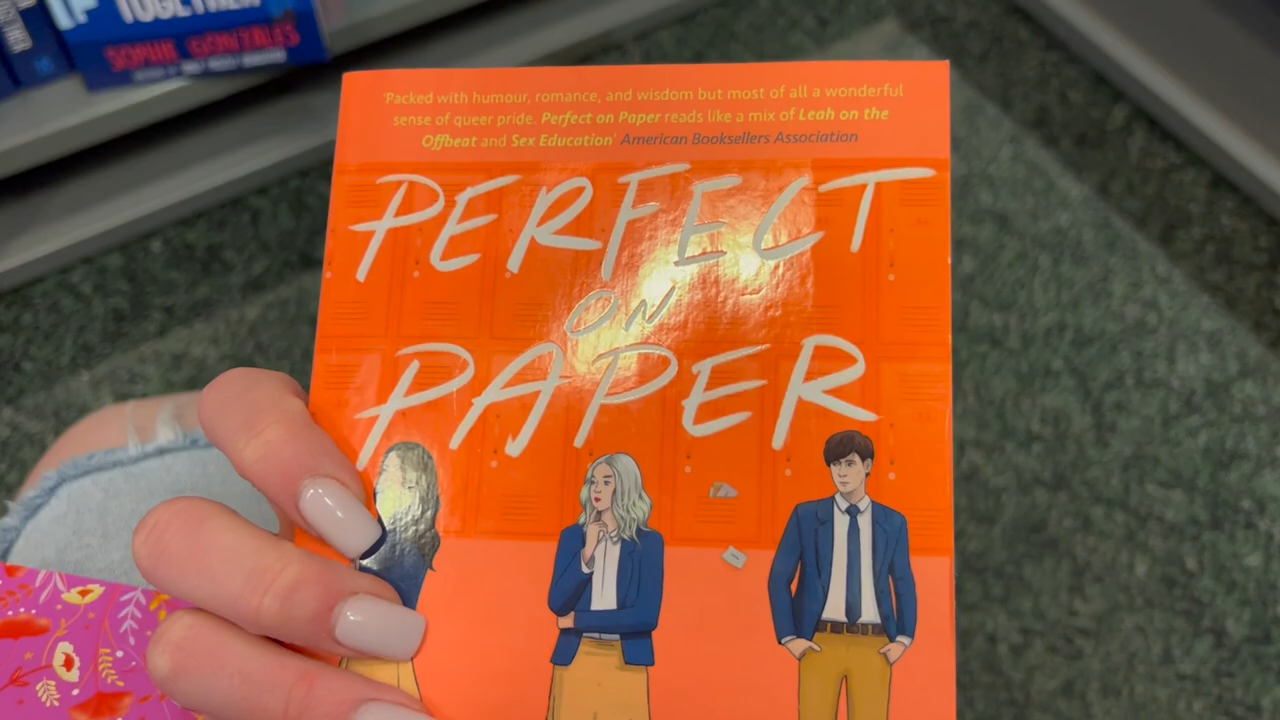 TOGETHER
SOPHIE GONZALES
'Packed with humour, romance, and wisdom but most of all a wonderful
sense of queer pride. Perfect on Paper reads like a mix of Leah on the
Offbeat and Sex Education' American Booksellers Association
PERFECT
ON
PAPER